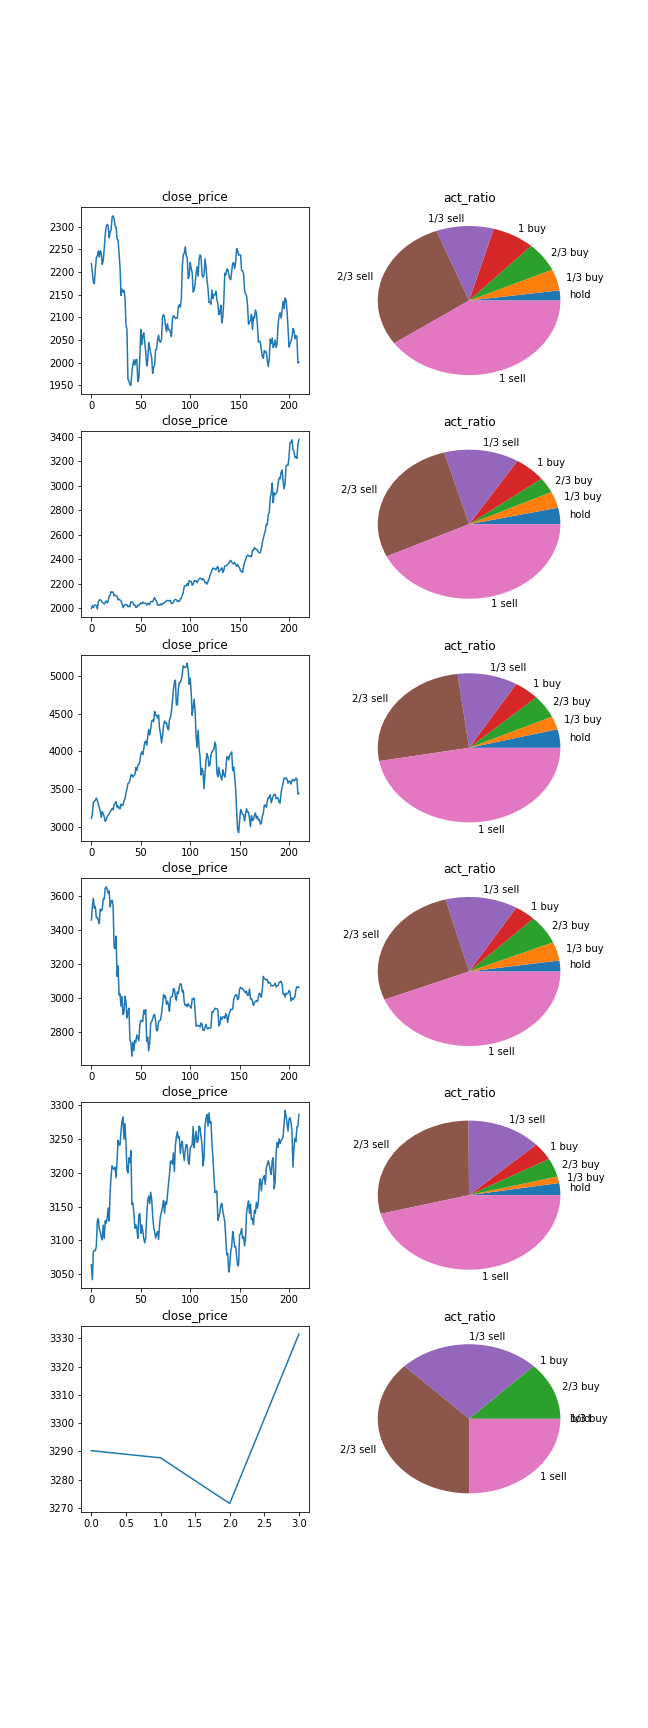 close_price
2300
2250
2200
2150
2100
2050
2000
1950
0 50 100 150 200
act_ratio
1/3 sell
1 buy
2/3 buy
2/3 sell
1/3 buy
hold
1 sell
close_price
3400
3200
3000
2800
2600
2400
2200
2000
0 50 100 150 200
act_ratio
1/3 sell
1 buy
2/3 buy
2/3 sell
1/3 buy
hold
1 sell
close_price
5000
4500
4000
3500
3000
0 50 100 150 200
act_ratio
1/3 sell
1 buy
2/3 sell
2/3 buy
1/3 buy
hold
1 sell
close_price
3600
3400
3200
3000
2800
0 50 100 150 200
act_ratio
1/3 sell
1 buy
2/3 buy
2/3 sell
1/3 buy
hold
1 sell
close_price
3300
3250
3200
3150
3100
3050
0 50 100 150 200
act_ratio
1/3 sell
2/3 sell
1 buy
2/3 buy
1/3 buy
hold
1 sell
close_price
3330
3320
3310
3300
3290
3280
3270
0.0 0.5 1.0 1.5 2.0 2.5 3.0
act_ratio
1/3 sell
1 buy
2/3 buy
2/3 sell
1 sell